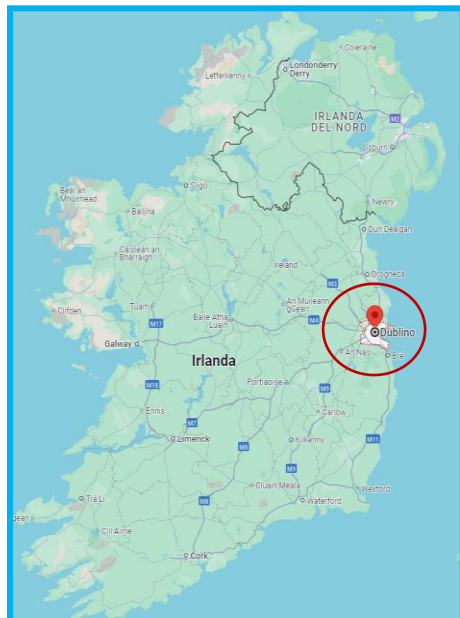 Coleraine
Londonderry
Derry
Letterkenny
IRLANDA
DEL NORD
M2
Lisburn
Sligo
Newry
Béal an
Mhuirhead
Ballina
Dun Dealgan
Caisleán an
Bharraigh
Ireland
Drogheda
M3
An Muileann
gCearr
Clifden
Tuam
Baile Átha
Luain
M17
M4
Dublino
Galway
Irlanda
An Nás
Bré
M18
Portlaoise
Ennis
Carlow
M7
M11
Limerick
M8
Kilkenny
M9
Cluain Meala
Wexford
Trá Lí
M8
Waterford
Cill Airne
Cork